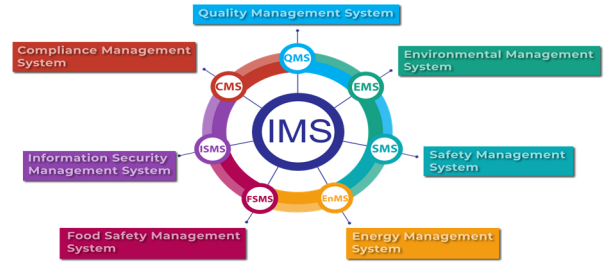 Quality Management System
Compliance Management
System
Environmental Management
System
QMS
CMS
EMS
IMS
ISMS
SMS
Information Security
Management System
Safety Management
System
FSMS
EnMS
Food Safety Management
System
Energy Management
System